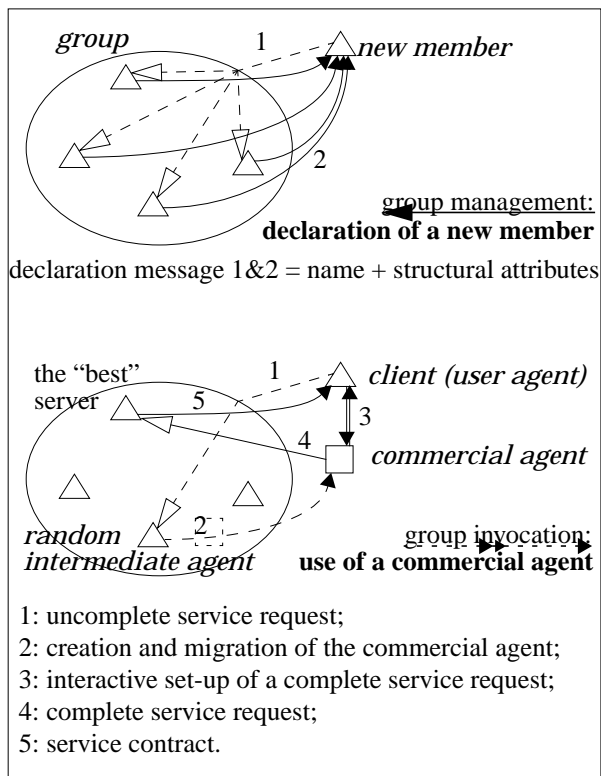 group
1
new member
2
group management:
declaration of a new member
declaration message 1&2 = name + structural attributes
the “best”
server
1
client (user agent)
5
3
4
commercial agent
random
2
intermediate agent
group invocation:
use of a commercial agent
1: uncomplete service request;
2: creation and migration of the commercial agent;
3: interactive set-up of a complete service request;
4: complete service request;
5: service contract.